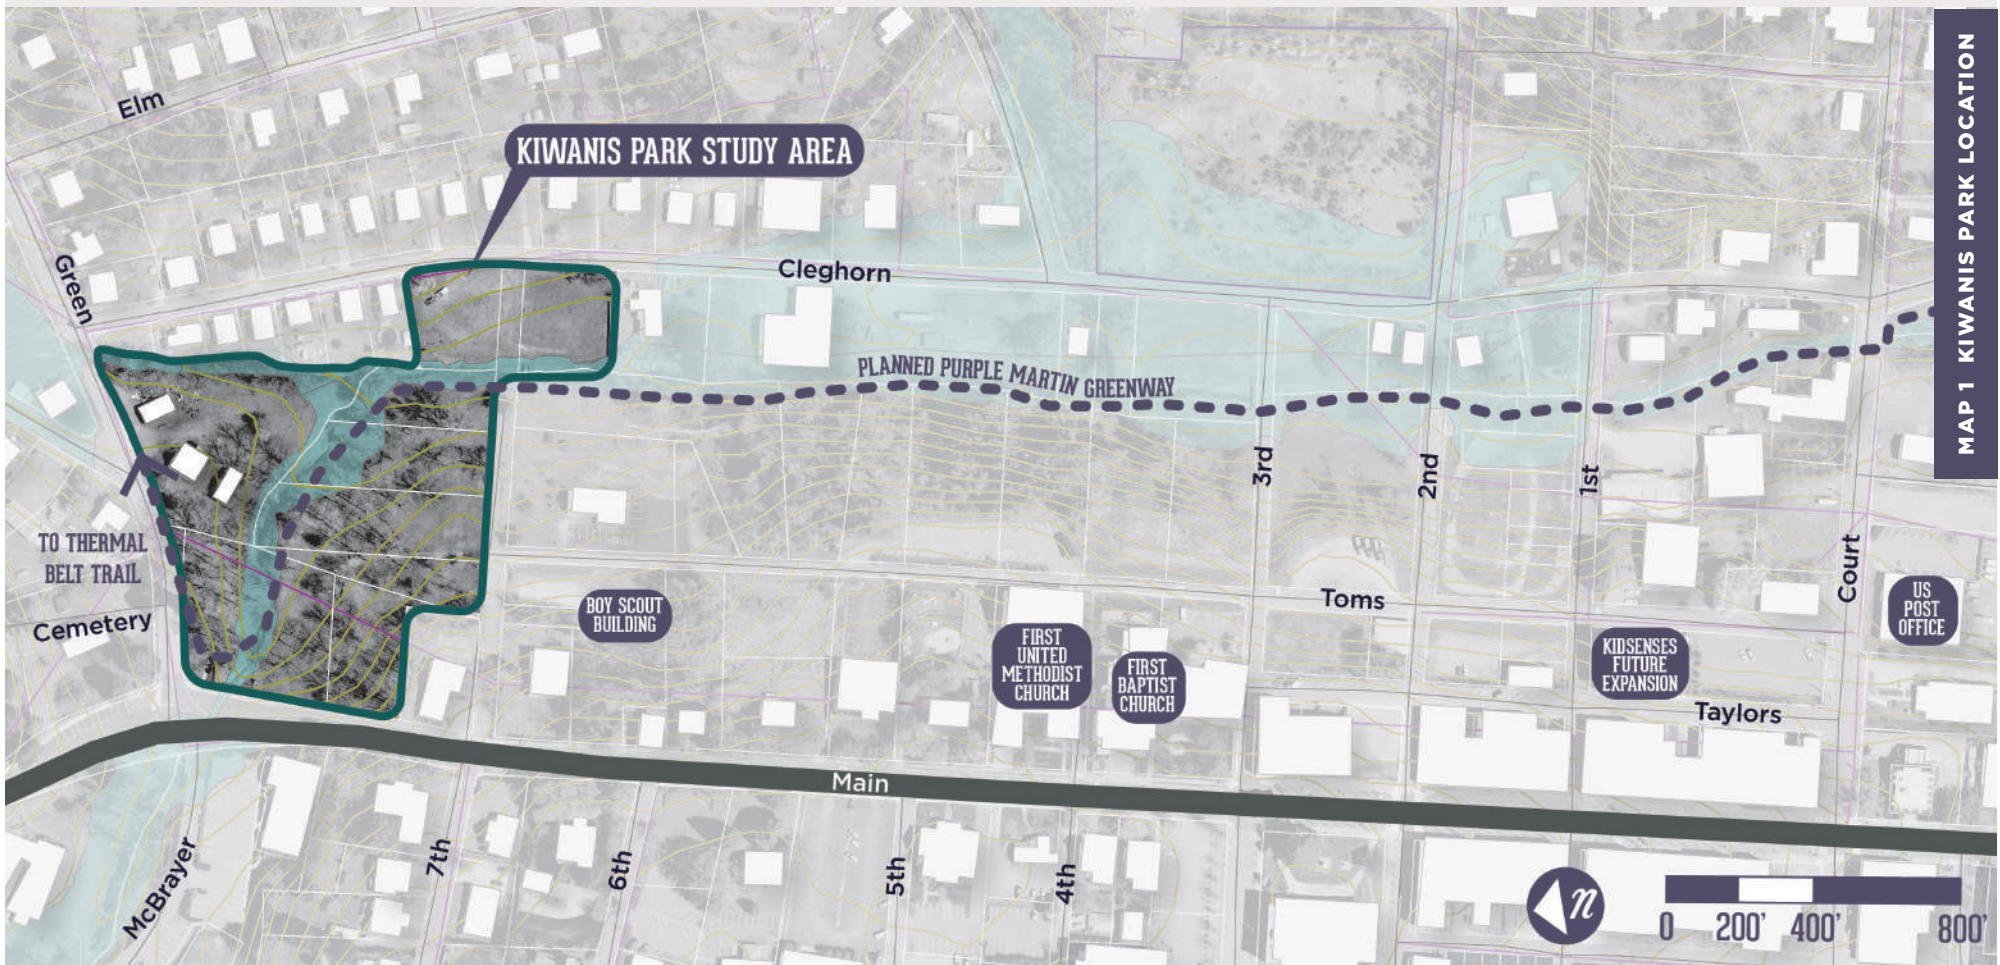 MAP 1 KIWANIS PARK LOCATION
Elm
KIWANIS PARK STUDY AREA
Green
Cleghorn
PLANNED PURPLE MARTIN GREENWAY
3rd
2nd
1st
TO THERMAL
BELT TRAIL
Cemetery
BOY SCOUT
BUILDING
Toms
Court
US
POST
OFFICE
FIRST
UNITED
METHODIST
CHURCH
FIRST
BAPTIST
CHURCH
KIDSENSES
FUTURE
EXPANSION
Taylors
Main
McBrayer
7th
6th
5th
4th
n
0 200' 400' 800'